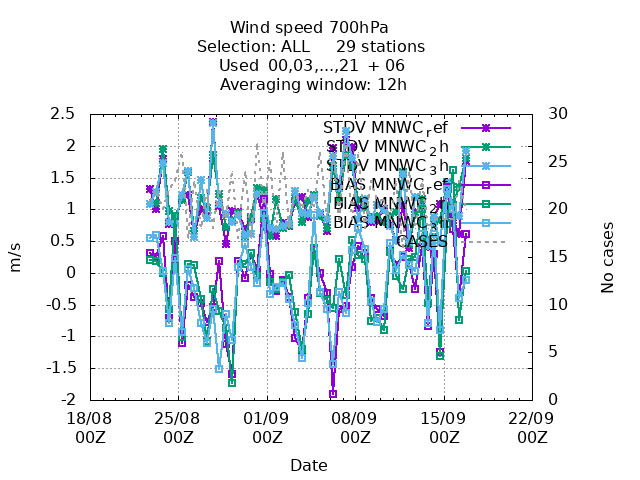 Wind speed 700hPa
Selection: ALL 29 stations
Used 00,03,...,21 + 06
Averaging window: 12h
2.5
2
1.5
1
0.5
0
-0.5
-1
-1.5
-2
30
25
20
15
10
5
0
STDV MNWC_ref
STDV MNWC_2h
STDV MNWC_3h
BIAS MNWC_ref
BIAS MNWC_2h
BIAS MNWC_3h
CASES
m/s
No cases
18/08 25/08 01/09 08/09 15/09 22/09
00Z 00Z 00Z 00Z 00Z 00Z
Date